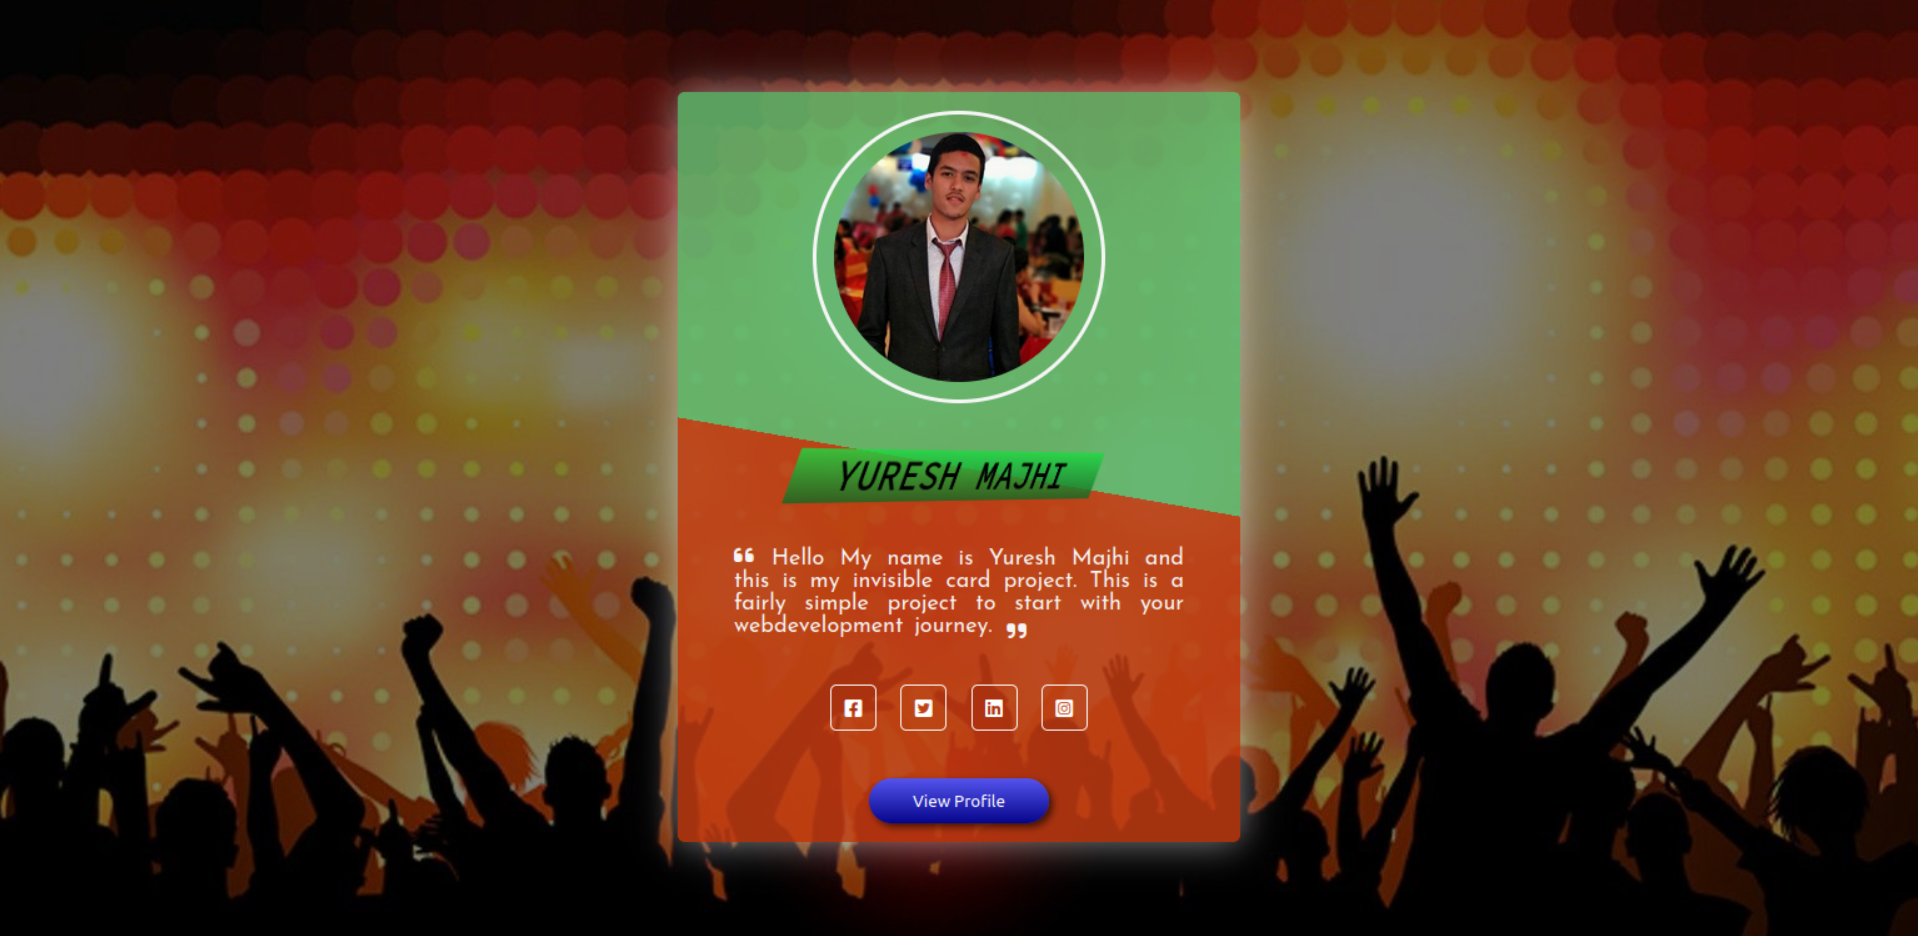 YURESH MAJHI
❝ Hello My name is Yuresh Majhi and
this is my invisible card project. This is a
fairly simple project to start with your
webdevelopment journey. ❞
View Profile